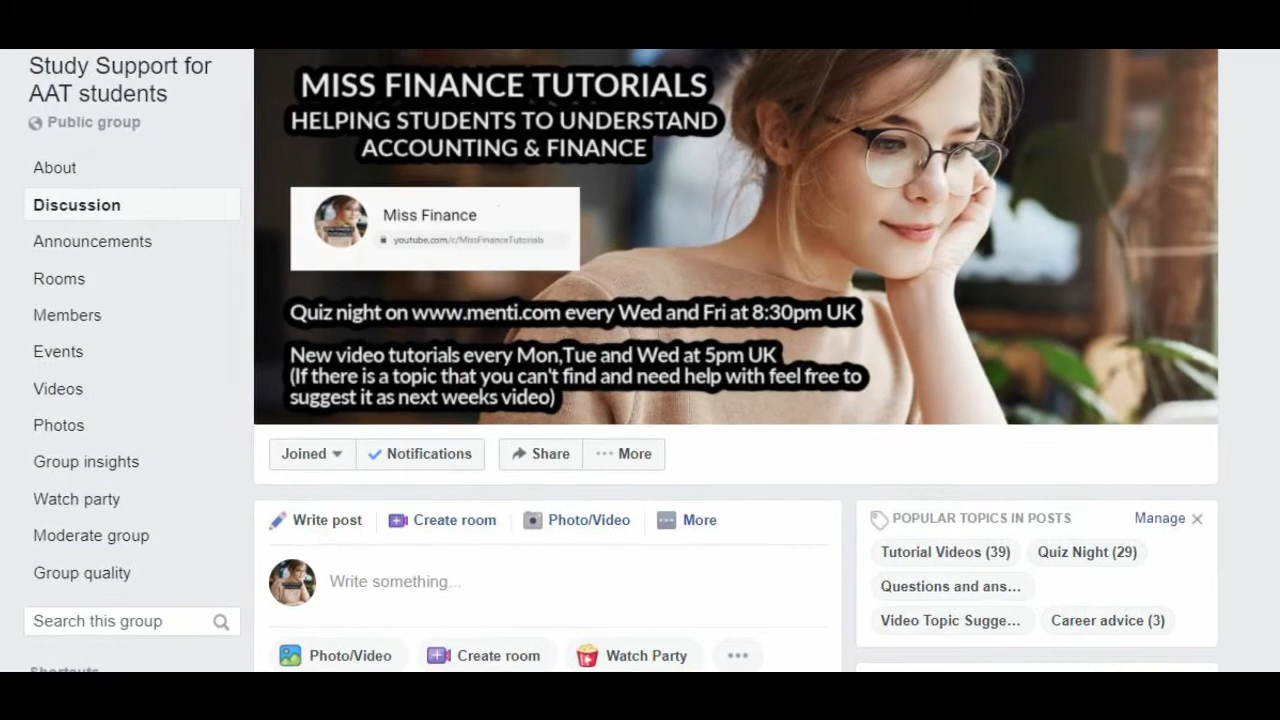 Study Support for
AAT students
Public group
About
Discussion
Announcements
Rooms
Members
Events
Videos
Photos
Group insights
Watch party
Moderate group
Group quality
Search this group
Shortcuts
MISS FINANCE TUTORIALS
HELPING STUDENTS TO UNDERSTAND
ACCOUNTING & FINANCE
Miss Finance
youtube.com/c/MissFinanceTutorials
Quiz night on www.menti.com every Wed and Fri at 8:30pm UK
New video tutorials every Mon,Tue and Wed at 5pm UK
(If there is a topic that you can't find and need help with feel free to
suggest it as next weeks video)
Joined Notifications Share More
Write post Create room Photo/Video More
Write something...
Photo/Video Create room Watch Party
POPULAR TOPICS IN POSTS Manage
Tutorial Videos (39) Quiz Night (29)
Questions and ans...
Video Topic Sugge... Career advice (3)